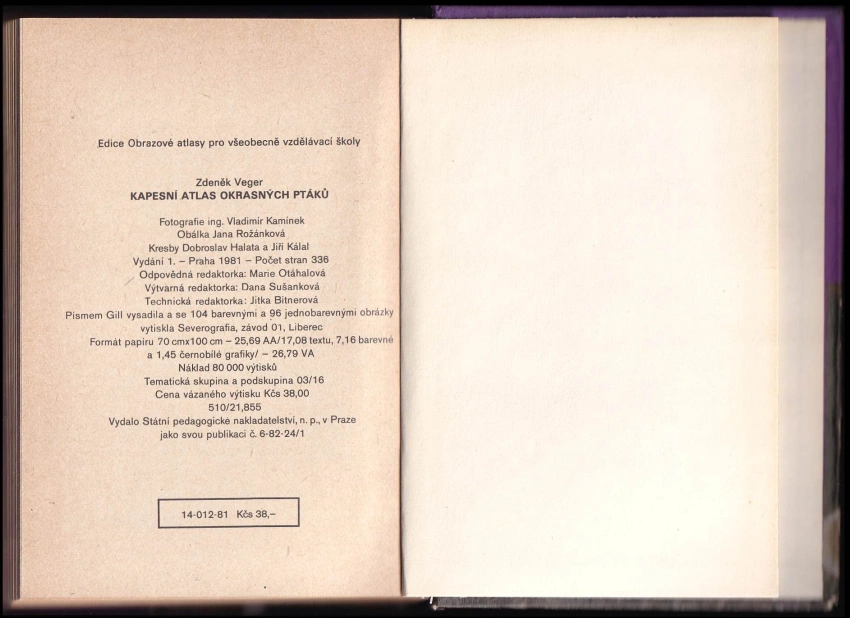 Edice Obrazové atlasy pro všeobecně vzdělávací školy
Zdeněk Veger
KAPESNÍ ATLAS OKRASNÝCH PTÁKŮ
Fotografie ing. Vladimír Kamínek
Obálka Jana Rožánková
Kresby Dobroslav Halata a Jiří Kálal
Vydání 1. – Praha 1981 – Počet stran 336
Odpovědná redaktorka: Marie Otáhalová
Výtvarná redaktorka: Dana Sušanková
Technická redaktorka: Jitka Bitnerová
Písmem Gill vysadila a se 104 barevnými a 96 jednobarevnými obrázky
vytiskla Severografia, závod 01, Liberec
Formát papíru 70 cmx100 cm – 25,69 AA/17,08 textu, 7,16 barevné
a 1,45 černobílé grafiky/ – 26,79 VA
Náklad 80 000 výtisků
Tematická skupina a podskupina 03/16
Cena vázaného výtisku Kčs 38,00
510/21,855
Vydalo Státní pedagogické nakladatelství, n. p., v Praze
jako svou publikaci č. 6-82-24/1
14-012-81 Kčs 38,–